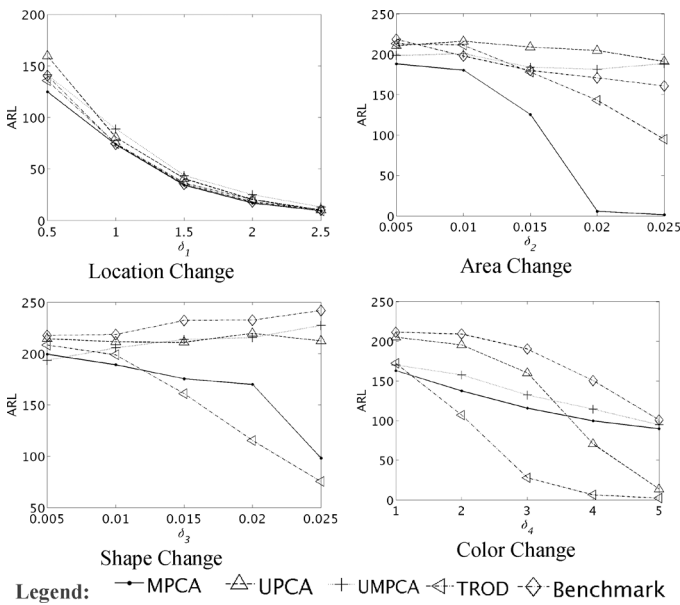 250
200
150
100
50
0
ARL
0.5 1 1.5 2 2.5
δ1
Location Change
250
200
150
100
50
0
ARL
0.005 0.01 0.015 0.02 0.025
δ2
Area Change
250
200
150
100
50
ARL
0.005 0.01 0.015 0.02 0.025
δ3
Shape Change
250
200
150
100
50
0
ARL
1 2 3 4 5
δ4
Color Change
Legend: MPCA UPCA UMPCA TROD Benchmark